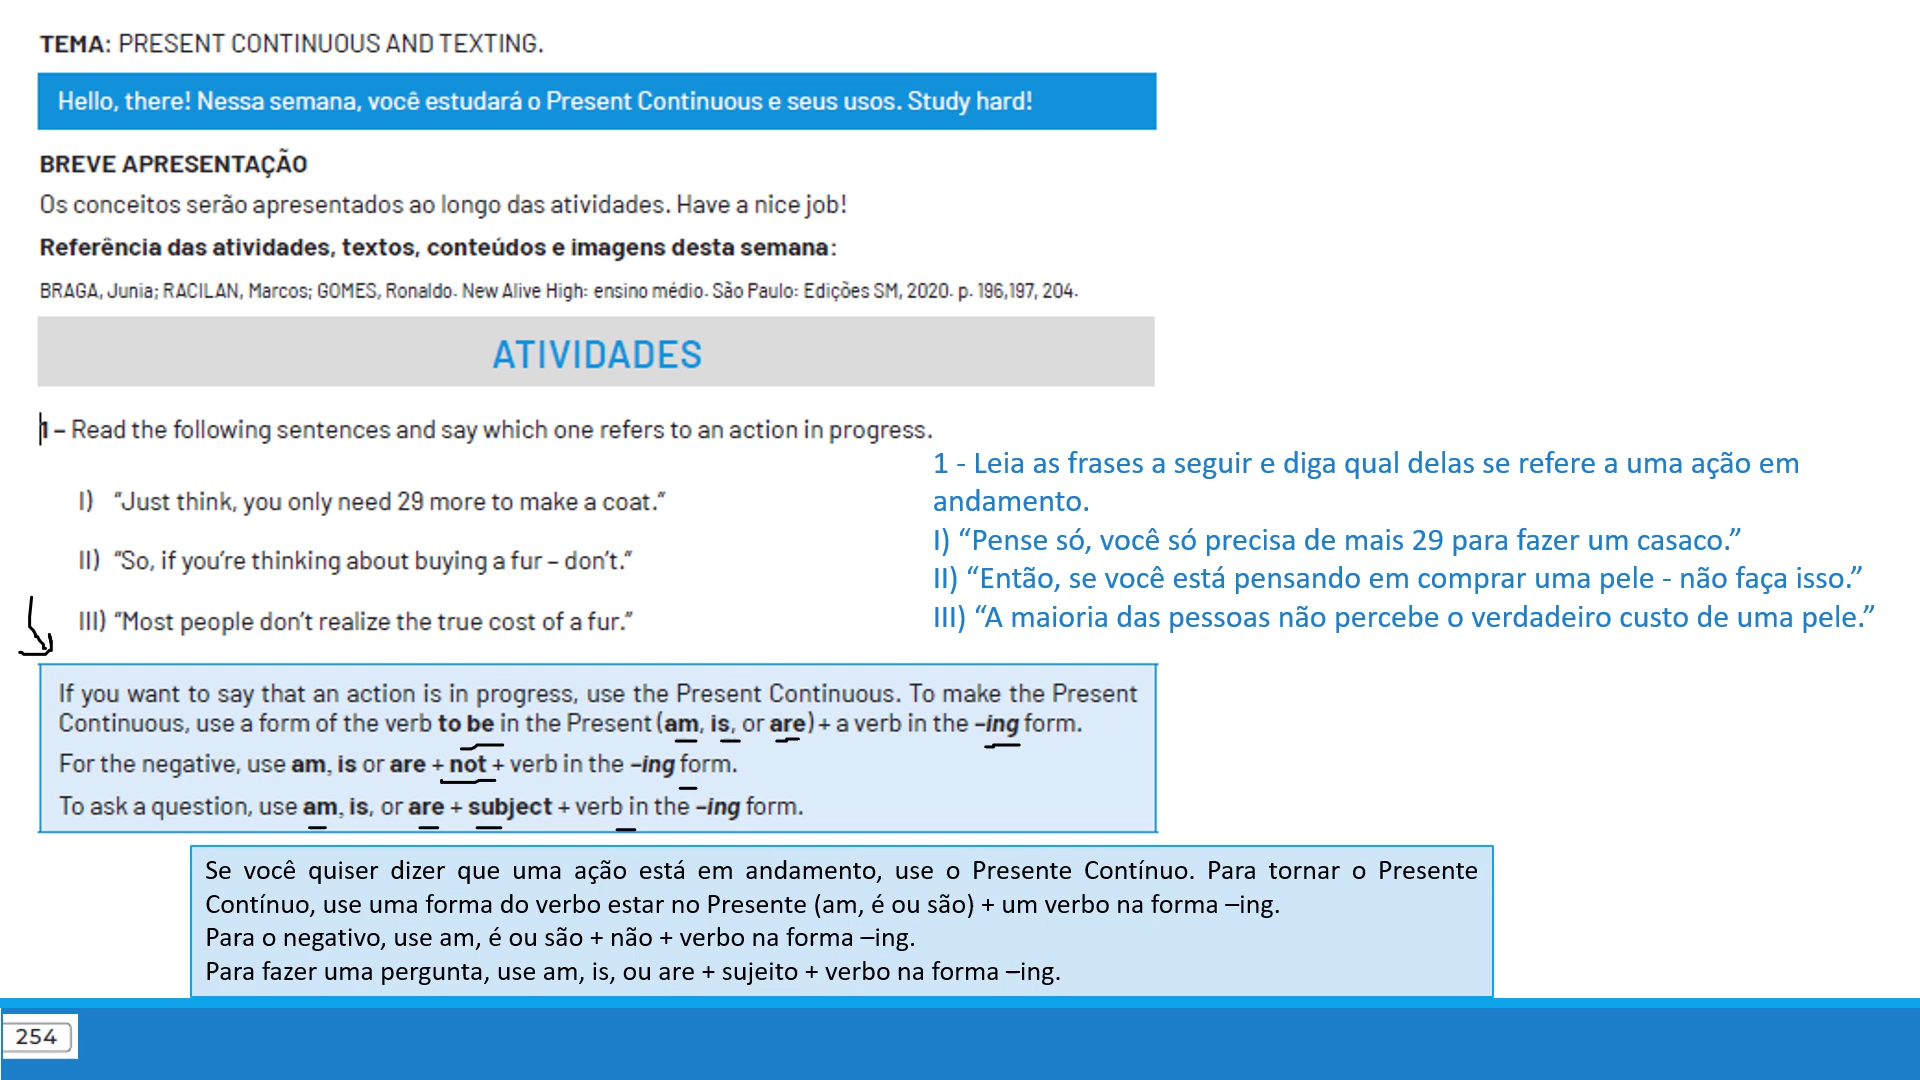 TEMA: PRESENT CONTINUOUS AND TEXTING.
Hello, there! Nessa semana, você estudará o Present Continuous e seus usos. Study hard!
BREVE APRESENTAÇÃO
Os conceitos serão apresentados ao longo das atividades. Have a nice job!
Referência das atividades, textos, conteúdos e imagens desta semana:
BRAGA, Junia; RACILAN, Marcos; GOMES, Ronaldo. New Alive High: ensino médio. São Paulo: Edições SM, 2020. p. 196,197, 204.
ATIVIDADES
1 – Read the following sentences and say which one refers to an action in progress.
I) “Just think, you only need 29 more to make a coat.”
II) “So, if you’re thinking about buying a fur – don’t.”
III) “Most people don’t realize the true cost of a fur.”
1 - Leia as frases a seguir e diga qual delas se refere a uma ação em
andamento.
I) “Pense só, você só precisa de mais 29 para fazer um casaco.”
II) “Então, se você está pensando em comprar uma pele - não faça isso.”
III) “A maioria das pessoas não percebe o verdadeiro custo de uma pele.”
If you want to say that an action is in progress, use the Present Continuous. To make the Present
Continuous, use a form of the verb to be in the Present (am, is, or are) + a verb in the –ing form.
For the negative, use am, is or are + not + verb in the –ing form.
To ask a question, use am, is, or are + subject + verb in the –ing form.
Se você quiser dizer que uma ação está em andamento, use o Presente Contínuo. Para tornar o Presente
Contínuo, use uma forma do verbo estar no Presente (am, é ou são) + um verbo na forma –ing.
Para o negativo, use am, é ou são + não + verbo na forma –ing.
Para fazer uma pergunta, use am, is, ou are + sujeito + verbo na forma –ing.
254